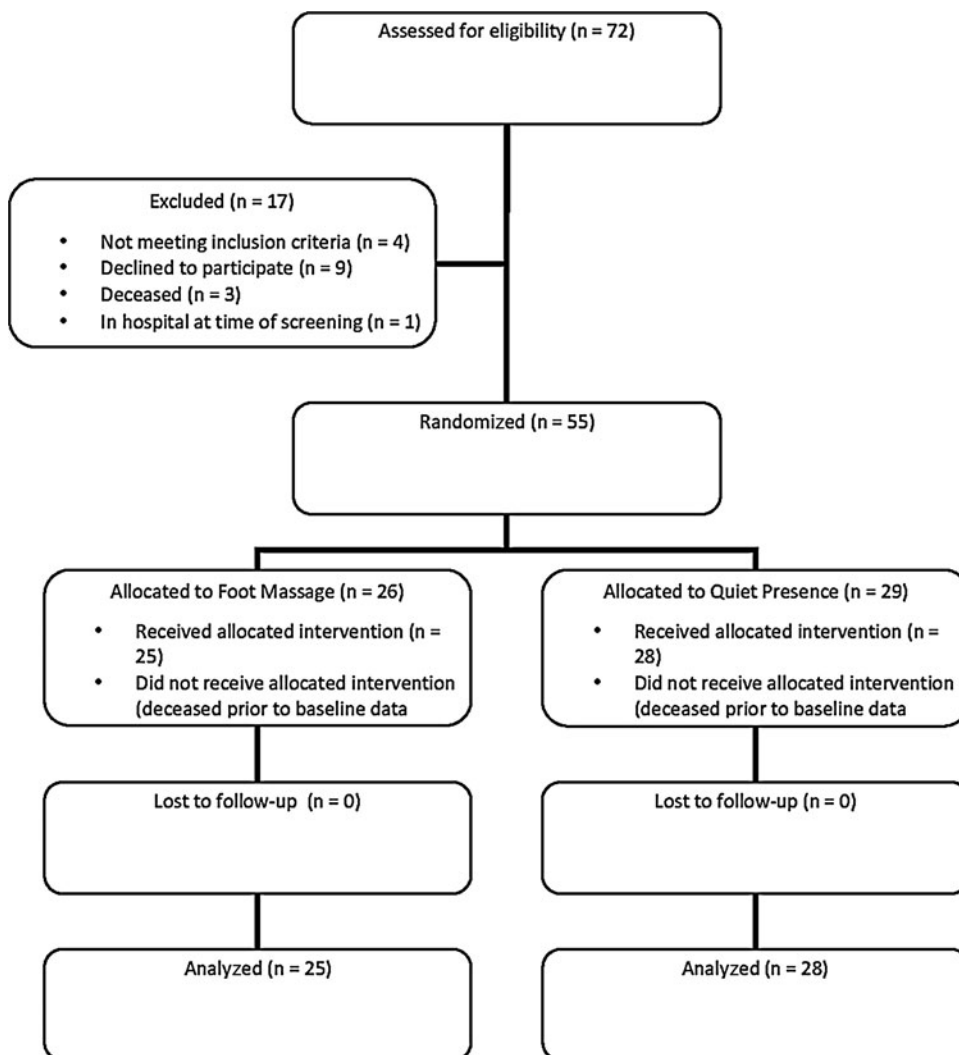 Assessed for eligibility (n = 72)
Excluded (n = 17)
• Not meeting inclusion criteria (n = 4)
• Declined to participate (n = 9)
• Deceased (n = 3)
• In hospital at time of screening (n = 1)
Randomized (n = 55)
Allocated to Foot Massage (n = 26)
• Received allocated intervention (n =
25)
• Did not receive allocated intervention
(deceased prior to baseline data
Allocated to Quiet Presence (n = 29)
• Received allocated intervention (n =
28)
• Did not receive allocated intervention
(deceased prior to baseline data
Lost to follow-up (n = 0)
Lost to follow-up (n = 0)
Analyzed (n = 25)
Analyzed (n = 28)